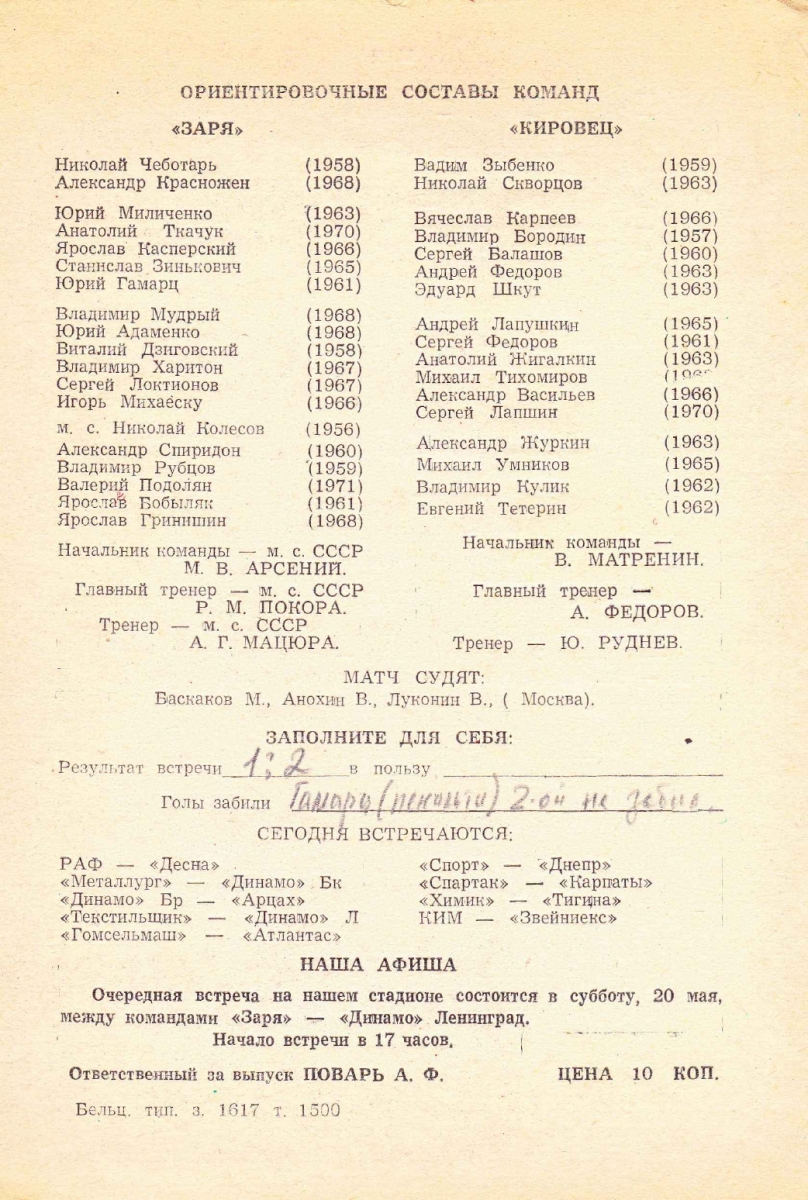 ОРИЕНТИРОВОЧНЫЕ СОСТАВЫ КОМАНД
«ЗАРЯ»
Николай Чеботарь (1958)
Александр Красножен (1968)
Юрий Миличенко (1963)
Анатолий Ткачук (1970)
Ярослав Касперский (1966)
Станислав Зинькович (1965)
Юрий Гамарц (1961)
Владимир Мудрый (1968)
Юрий Адаменко (1968)
Виталий Дзиговский (1958)
Владимир Харитон (1967)
Сергей Локтионов (1967)
Игорь Михаёску (1966)
м. с. Николай Колесов (1956)
Александр Спиридон (1960)
Владимир Рубцов (1959)
Валерий Подолян (1971)
Ярослав Бобыляк (1961)
Ярослав Гринишин (1968)
Начальник команды — м. с. СССР
М. В. АРСЕНИЙ.
Главный тренер — м. с. СССР
Р. М. ПОКОРА.
Тренер — м. с. СССР
А. Г. МАЦЮРА.
«КИРОВЕЦ»
Вадим Зыбенко (1959)
Николай Скворцов (1963)
Вячеслав Карпеев (1966)
Владимир Бородин (1957)
Сергей Балашов (1960)
Андрей Федоров (1963)
Эдуард Шкут (1963)
Андрей Лапушкин (1965)
Сергей Федоров (1961)
Анатолий Жигалкин (1963)
Михаил Тихомиров
Александр Васильев (1966)
Сергей Лапшин (1970)
Александр Журкин (1963)
Михаил Умников (1965)
Владимир Кулик (1962)
Евгений Тетерин (1962)
Начальник команды —
В. МАТРЕНИН.
Главный тренер —
А. ФЕДОРОВ.
Тренер — Ю. РУДНЕВ.
МАТЧ СУДЯТ:
Баскаков М., Анохин В., Луконин В., ( Москва).
ЗАПОЛНИТЕ ДЛЯ СЕБЯ:
Результат встречи 1:2 в пользу
Голы забили Гамарц (пенальти) 2-ой не
СЕГОДНЯ ВСТРЕЧАЮТСЯ:
РАФ — «Десна»
«Металлург» — «Динамо» Бк
«Динамо» Бр — «Арцах»
«Текстильщик» — «Динамо» Л
«Гомсельмаш» — «Атлантас»
«Спорт» — «Днепр»
«Спартак» — «Карпаты»
«Химик» — «Тигина»
КИМ — «Звейниекс»
НАША АФИША
Очередная встреча на нашем стадионе состоится в субботу, 20 мая,
между командами «Заря» — «Динамо» Ленинград.
Начало встречи в 17 часов.
Ответственный за выпуск ПОВАРЬ А. Ф. ЦЕНА 10 КОП.
Бельц. тип. з. 1617 т. 1500